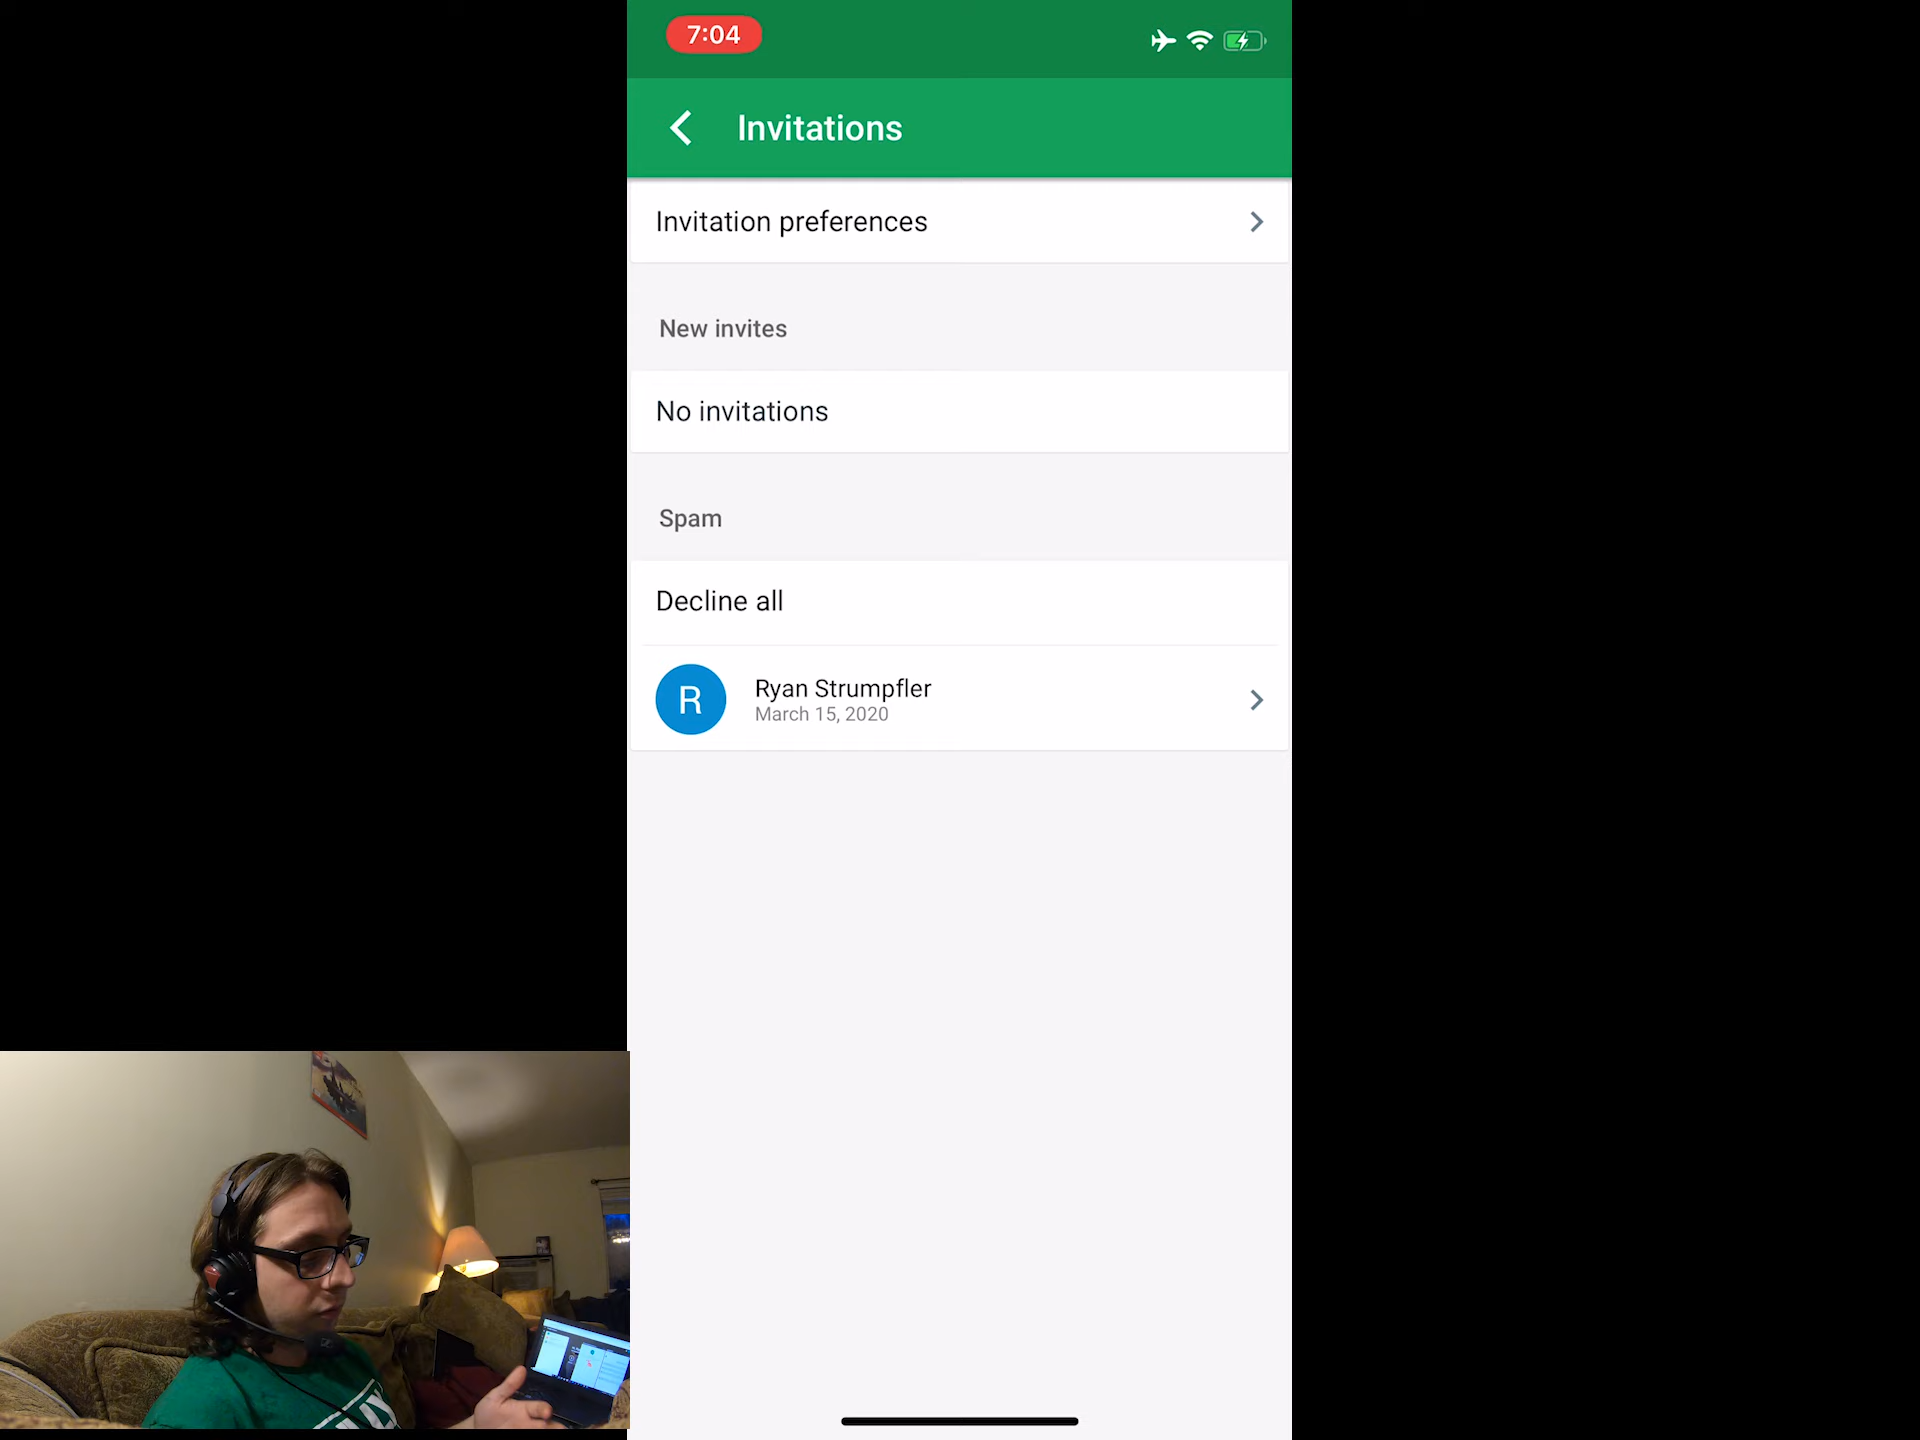 7:04
Invitations
Invitation preferences
New invites
No invitations
Spam
Decline all
R
Ryan Strumpfler
March 15, 2020